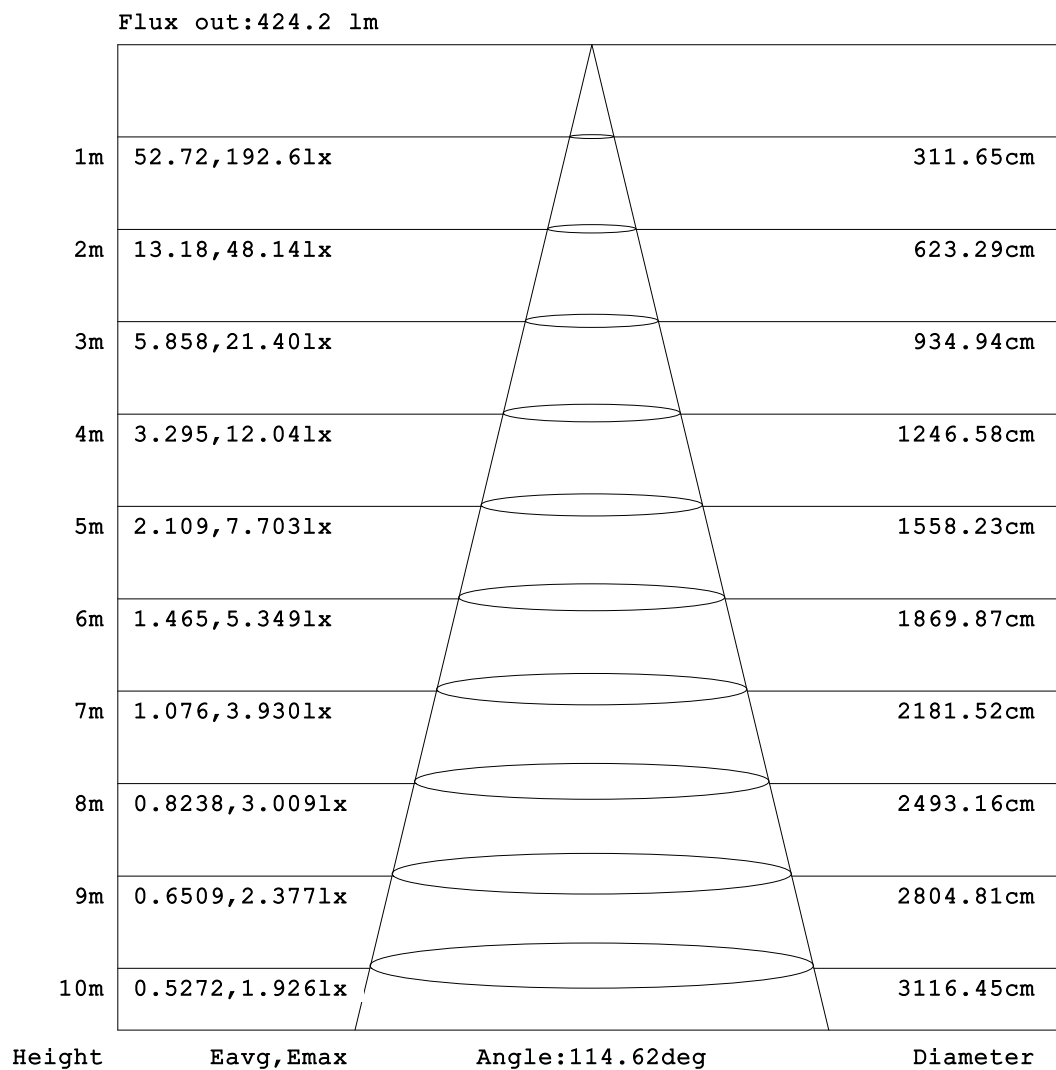 Flux out:424.2 lm
1m 52.72,192.6lx 311.65cm
2m 13.18,48.14lx 623.29cm
3m 5.858,21.40lx 934.94cm
4m 3.295,12.04lx 1246.58cm
5m 2.109,7.703lx 1558.23cm
6m 1.465,5.349lx 1869.87cm
7m 1.076,3.930lx 2181.52cm
8m 0.8238,3.009lx 2493.16cm
9m 0.6509,2.377lx 2804.81cm
10m 0.5272,1.926lx 3116.45cm
Height Eavg,Emax Angle:114.62deg Diameter